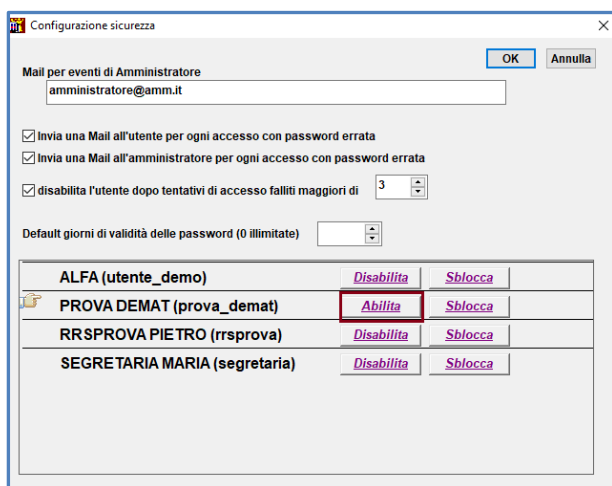 Configurazione sicurezza
OK Annulla
Mail per eventi di Amministratore
amministratore@amm.it
Invia una Mail all'utente per ogni accesso con password errata
Invia una Mail all'amministratore per ogni accesso con password errata
disabilita l'utente dopo tentativi di accesso falliti maggiori di 3
Default giorni di validità delle password (0 illimitate)
ALFA (utente_demo) Disabilita Sblocca
PROVA DEMAT (prova_demat) Abilita Sblocca
RRSPROVA PIETRO (rrsprova) Disabilita Sblocca
SEGRETARIA MARIA (segretaria) Disabilita Sblocca